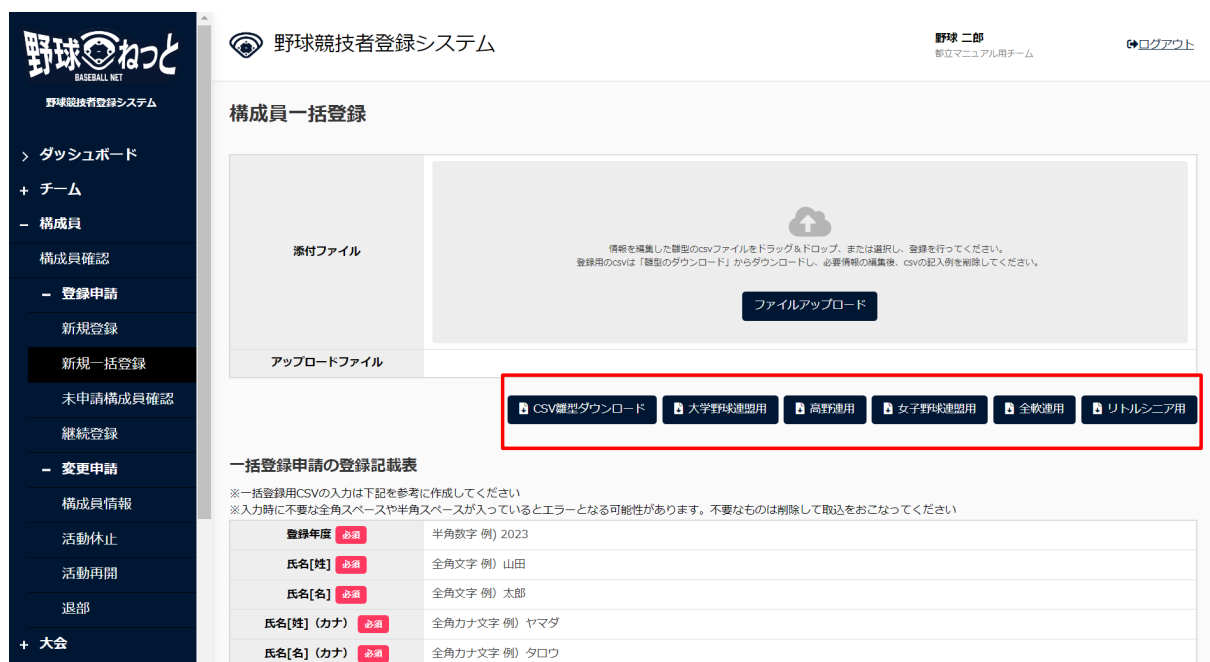 野球ねっと
BASEBALL NET
野球競技者登録システム
ダッシュボード
+ チーム
− 構成員
構成員確認
− 登録申請
新規登録
新規一括登録
未申請構成員確認
継続登録
− 変更申請
構成員情報
活動休止
活動再開
退部
+ 大会
野球競技者登録システム
野球 二郎
都立マニュアル用チーム
ログアウト
構成員一括登録
添付ファイル
情報を編集した雛型のcsvファイルをドラッグ&ドロップ、または選択し、登録を行ってください。
登録用のcsvは「雛型のダウンロード」からダウンロードし、必要情報の編集後、csvの記入例を削除してください。
ファイルアップロード
アップロードファイル
CSV雛型ダウンロード 大学野球連盟用 高野連用 女子野球連盟用 全軟連用 リトルシニア用
一括登録申請の登録記載表
※一括登録用CSVの入力は下記を参考に作成してください
※入力時に不要な全角スペースや半角スペースが入っているとエラーとなる可能性があります。不要なものは削除して取込をおこなってください
登録年度 必須 半角数字 例) 2023
氏名[姓] 必須 全角文字 例）山田
氏名[名] 必須 全角文字 例）太郎
氏名[姓]（カナ） 必須 全角カナ文字 例）ヤマダ
氏名[名]（カナ） 必須 全角カナ文字 例）タロウ